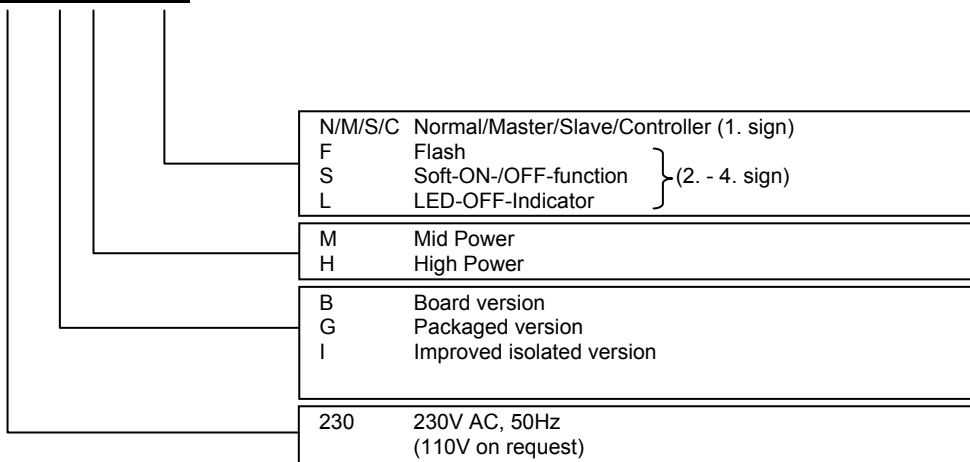 N/M/S/C Normal/Master/Slave/Controller (1. sign)
F Flash
S Soft-ON-/OFF-function (2. - 4. sign)
L LED-OFF-Indicator
M Mid Power
H High Power
B Board version
G Packaged version
I Improved isolated version
230 230V AC, 50Hz
(110V on request)